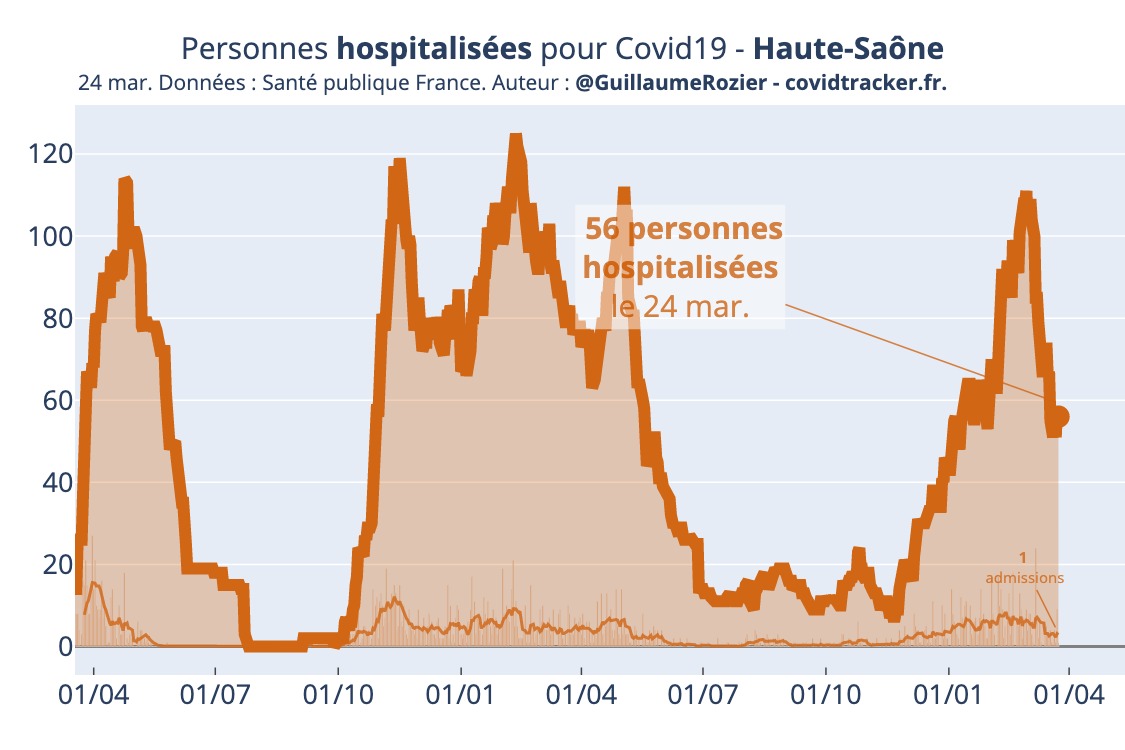 Personnes hospitalisées pour Covid19 - Haute-Saône
24 mar. Données : Santé publique France. Auteur : @GuillaumeRozier - covidtracker.fr.
120
100
80
60
40
20
0
56 personnes
hospitalisées
le 24 mar.
1
admissions
01/04
01/07
01/10
01/01
01/04
01/07
01/10
01/01
01/04